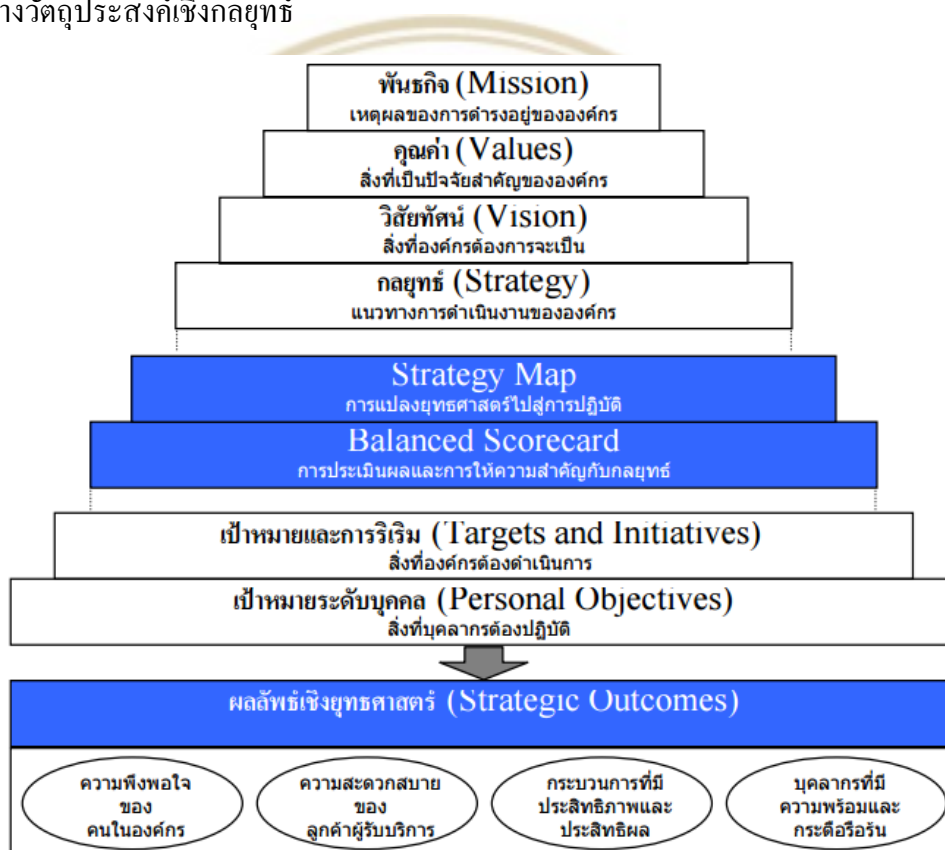 างวัตถุประสงค์เชิงกลยุทธ์
พันธกิจ (Mission)
เหตุผลของการดำรงอยู่ขององค์กร
คุณค่า (Values)
สิ่งที่เป็นปัจจัยสำคัญขององค์กร
วิสัยทัศน์ (Vision)
สิ่งที่องค์กรต้องการจะเป็น
กลยุทธ์ (Strategy)
แนวทางการดำเนินงานขององค์กร
Strategy Map
การแปลงยุทธศาสตร์ไปสู่การปฏิบัติ
Balanced Scorecard
การประเมินผลและการให้ความสำคัญกับกลยุทธ์
เป้าหมายและการริเริ่ม (Targets and Initiatives)
สิ่งที่องค์กรต้องดำเนินการ
เป้าหมายระดับบุคคล (Personal Objectives)
สิ่งที่บุคลากรต้องปฏิบัติ
ผลลัพธ์เชิงยุทธศาสตร์ (Strategic Outcomes)
ความพึงพอใจ
ของ
คนในองค์กร
ความสะดวกสบาย
ของ
ลูกค้าผู้รับบริการ
กระบวนการที่มี
ประสิทธิภาพและ
ประสิทธิผล
บุคลากรที่มี
ความพร้อมและ
กระตือรือร้น